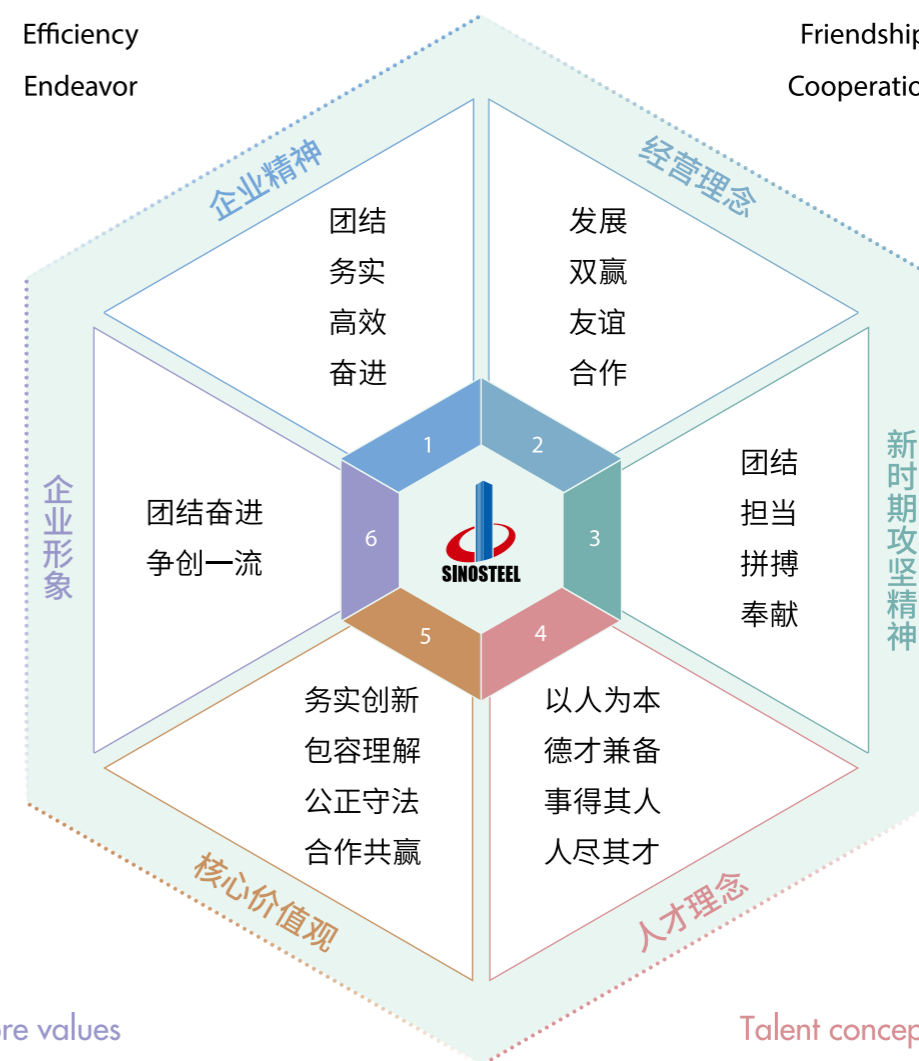 Efficiency
Endeavor
Friendship
Cooperatio
企业精神
团结
务实
高效
奋进
经营理念
发展
双赢
友谊
合作
新时期攻坚精神
团结
担当
拼搏
奉献
企业形象
团结奋进
争创一流
1
2
3
4
5
6
SINOSTEEL
务实创新
包容理解
公正守法
合作共赢
核心价值观
以人为本
德才兼备
事得其人
人尽其才
人才理念
ore values
Talent concep